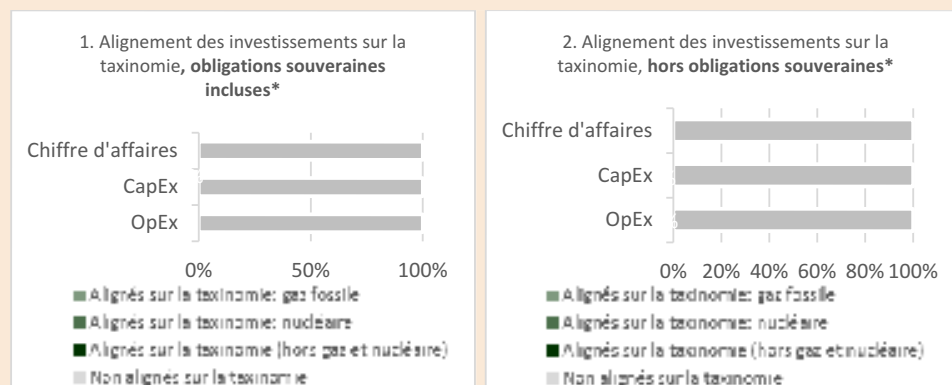 1. Alignement des investissements sur la
taxinomie, obligations souveraines
incluses*
Chiffre d'affaires
CapEx
OpEx
0% 50% 100%
Alignés sur la taxinomie: gaz fossile
Alignés sur la taxinomie: nucléaire
Alignés sur la taxinomie (hors gaz et nucléaire)
Non alignés sur la taxinomie
2. Alignement des investissements sur la
taxinomie, hors obligations souveraines*
Chiffre d'affaires
CapEx
OpEx
0% 20% 40% 60% 80% 100%
Alignés sur la taxinomie: gaz fossile
Alignés sur la taxinomie: nucléaire
Alignés sur la taxinomie (hors gaz et nucléaire)
Non alignés sur la taxinomie